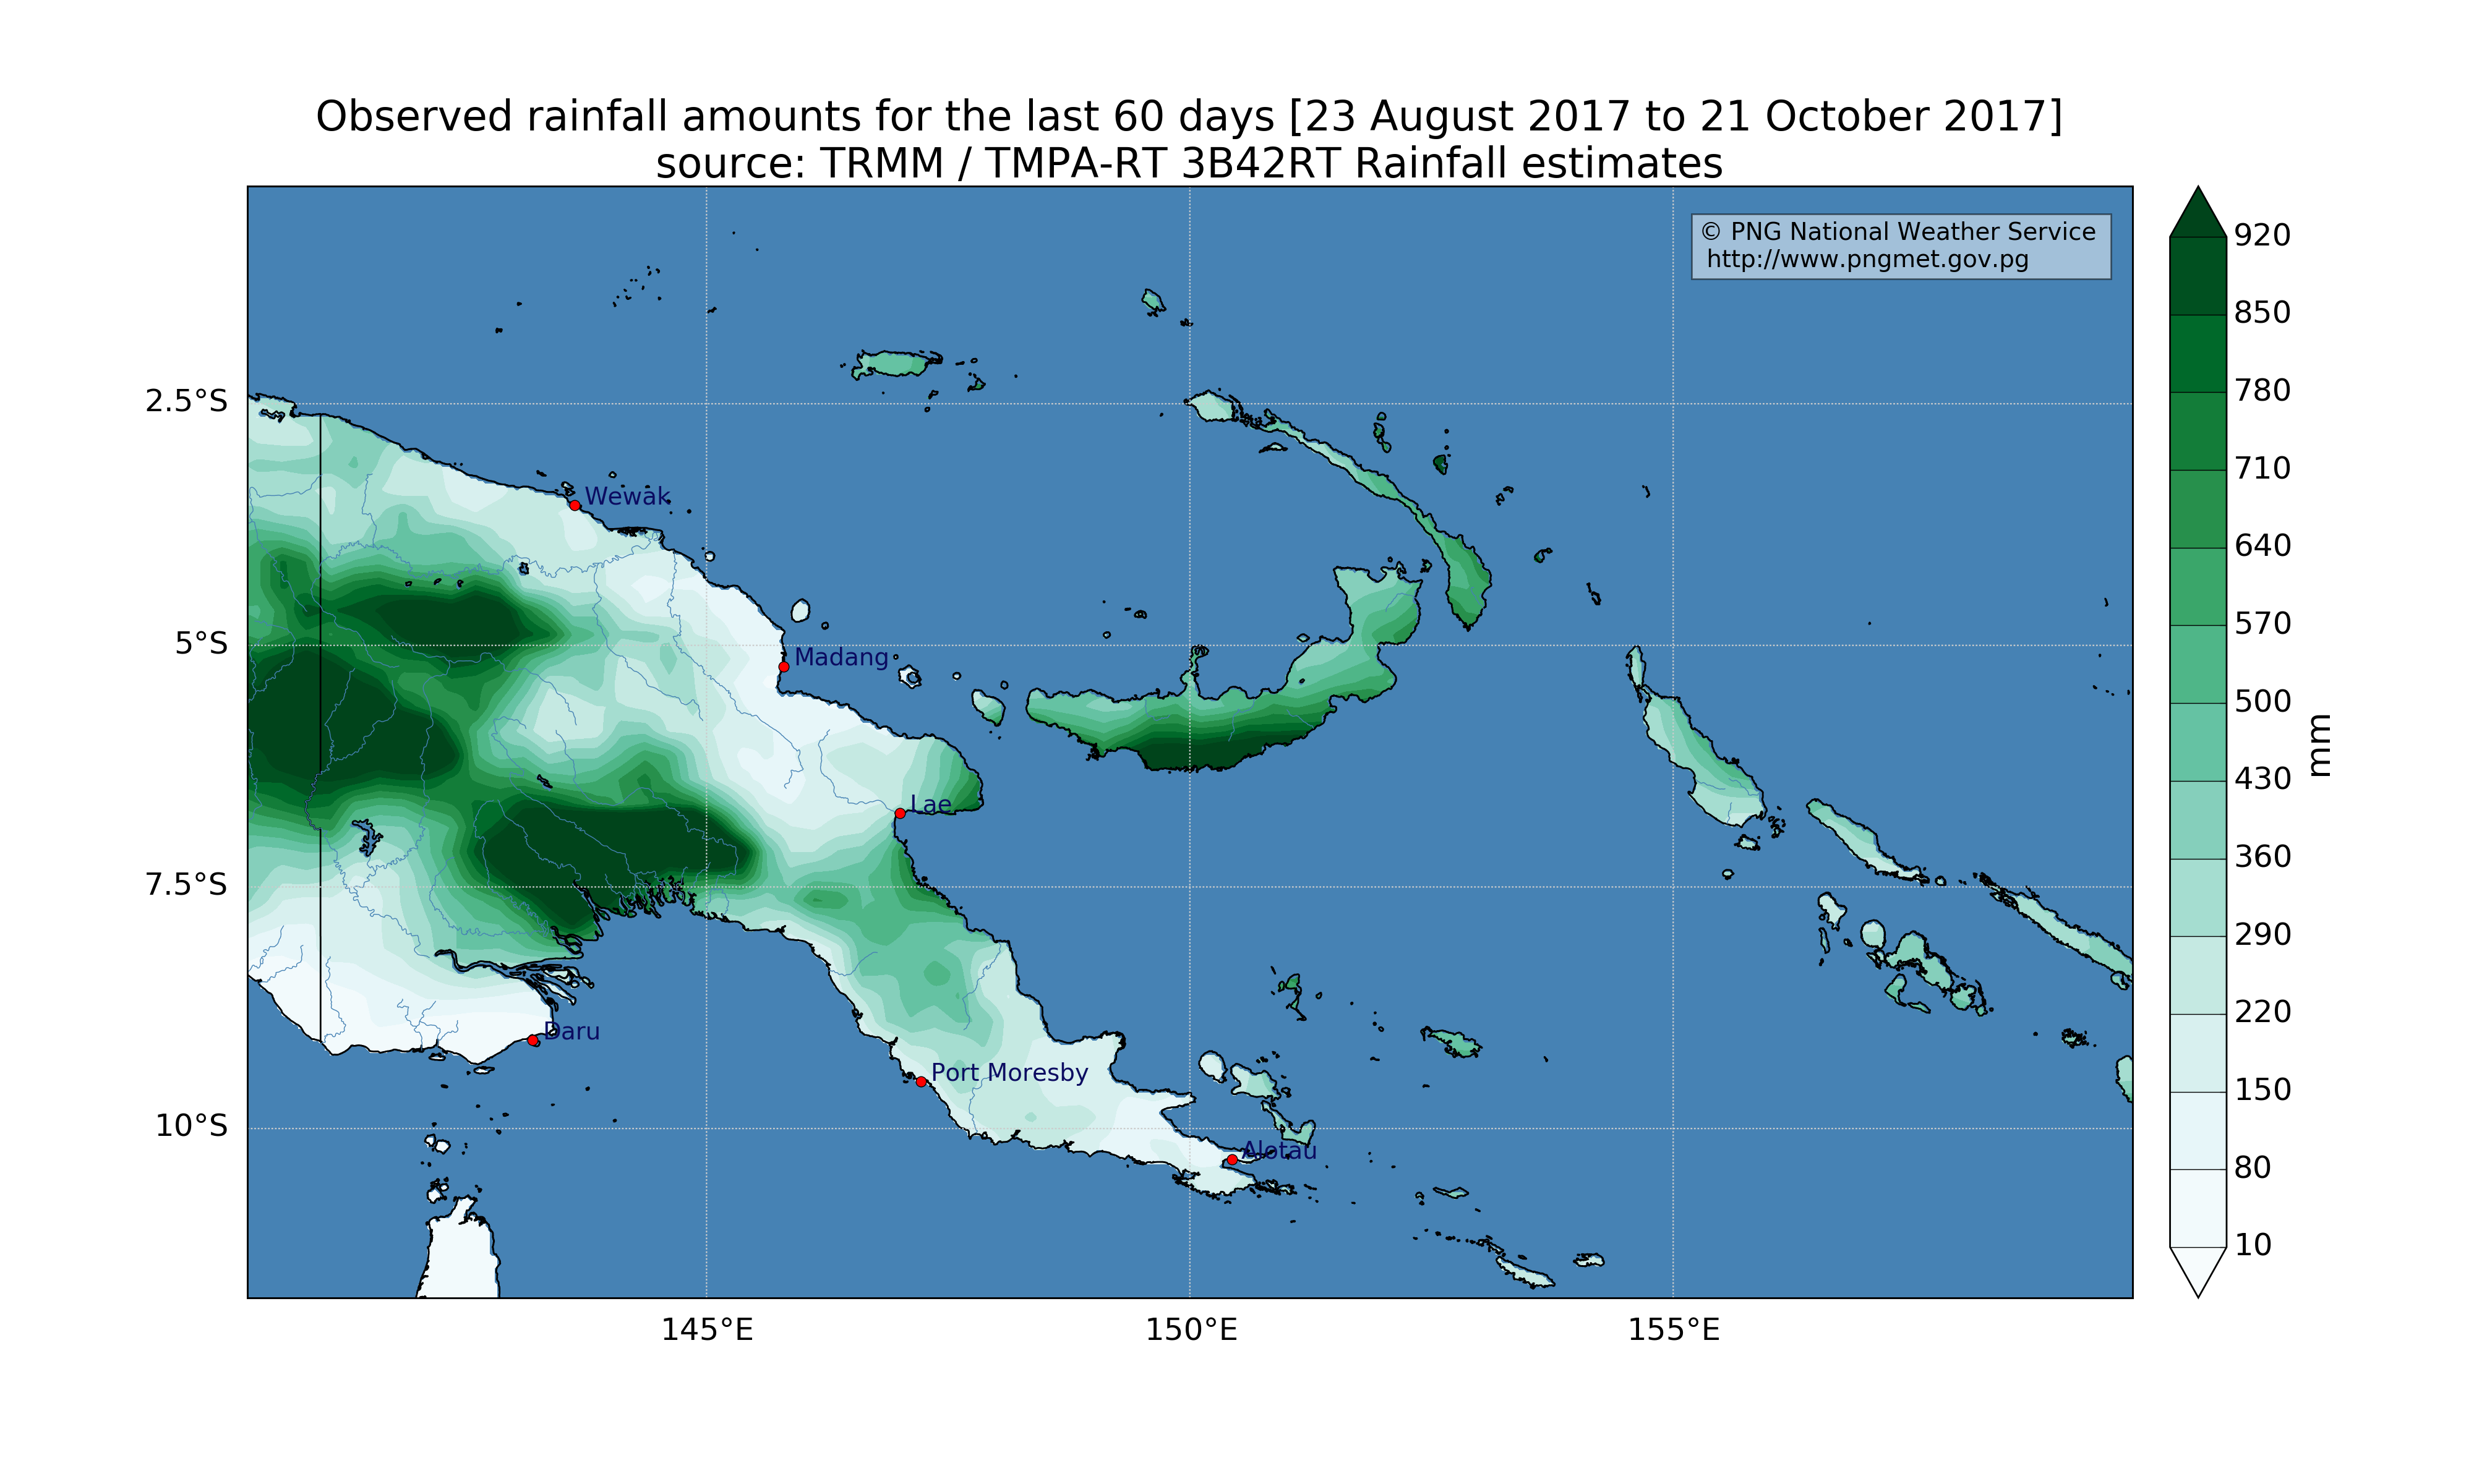 Observed rainfall amounts for the last 60 days [23 August 2017 to 21 October 2017]
source: TRMM / TMPA-RT 3B42RT Rainfall estimates
© PNG National Weather Service
http://www.pngmet.gov.pg
2.5°S
5°S
7.5°S
10°S
Wewak
Madang
Lae
Daru
Port Moresby
Alotau
145°E
150°E
155°E
920
850
780
710
640
570
500
430
360
290
220
150
80
10
mm